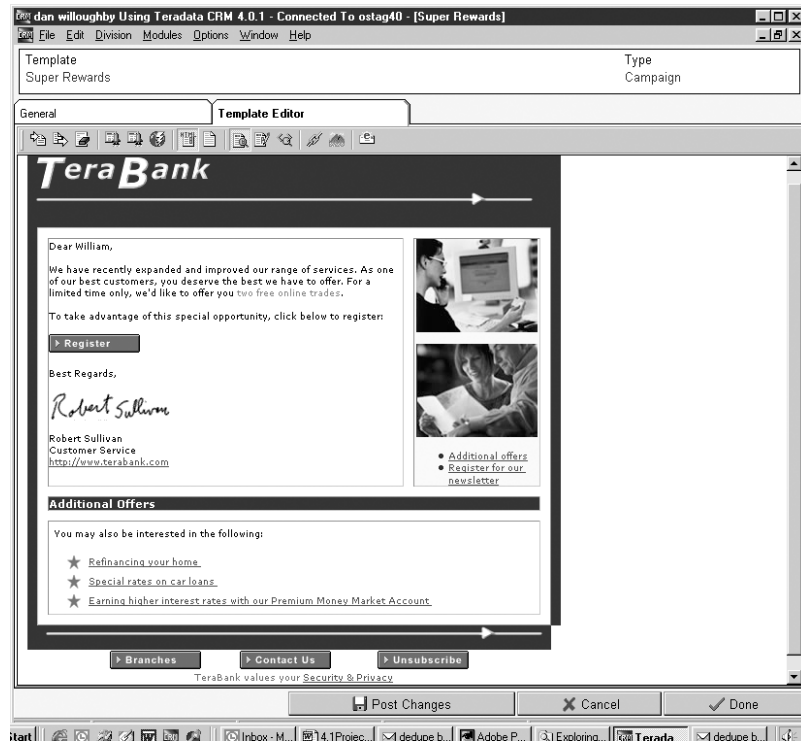 dan willoughby Using Teradata CRM 4.0.1 - Connected To ostag40 - [Super Rewards]
File Edit Division Modules Options Window Help
Template Type
Super Rewards Campaign
General Template Editor
TeraBank
Dear William,
We have recently expanded and improved our range of services. As one
of our best customers, you deserve the best we have to offer. For a
limited time only, we'd like to offer you two free online trades.
To take advantage of this special opportunity, click below to register:
Register
Best Regards,
Robert Sullivan
Robert Sullivan
Customer Service
http://www.terabank.com
Additional offers
Register for our
newsletter
Additional Offers
You may also be interested in the following:
Refinancing your home
Special rates on car loans
Earning higher interest rates with our Premium Money Market Account
Branches Contact Us Unsubscribe
TeraBank values your Security & Privacy
Post Changes Cancel Done
Start Inbox - M... 4.1Projec... dedupe b... Adobe P... Exploring... Terada dedupe b...